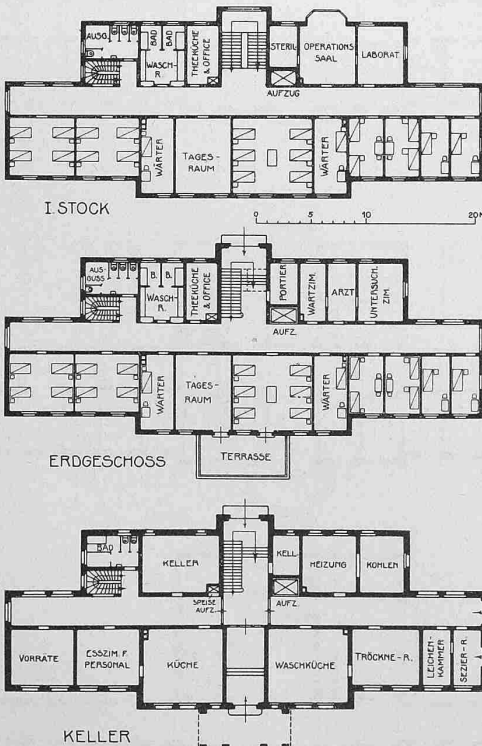 AUSG.
BAD
BAD
WASCH-
R.
THEEKÜCHE
& OFFICE
STERIL.
OPERATIONS
SAAL
LABORAT.
AUFZUG
WÄRTER
TAGES-
RAUM
WÄRTER
I. STOCK
0 5 10 20 M
AUS-
GUSS
B. B.
WASCH-
R.
THEEKÜCHE
& OFFICE
PORTIER
WARTZIM.
ARZT
UNTERSUCH.
ZIM.
AUFZ.
WÄRTER
TAGES-
RAUM
WÄRTER
TERRASSE
ERDGESCHOSS
BAD
KELLER
KELL.
HEIZUNG
KOHLEN
SPEISE
AUFZ.
AUFZ.
VORRÄTE
ESSZIM. F.
PERSONAL
KÜCHE
WASCHKÜCHE
TRÖCKNE-R.
LEICHEN-
KAMMER
SEZIER-R.
KELLER